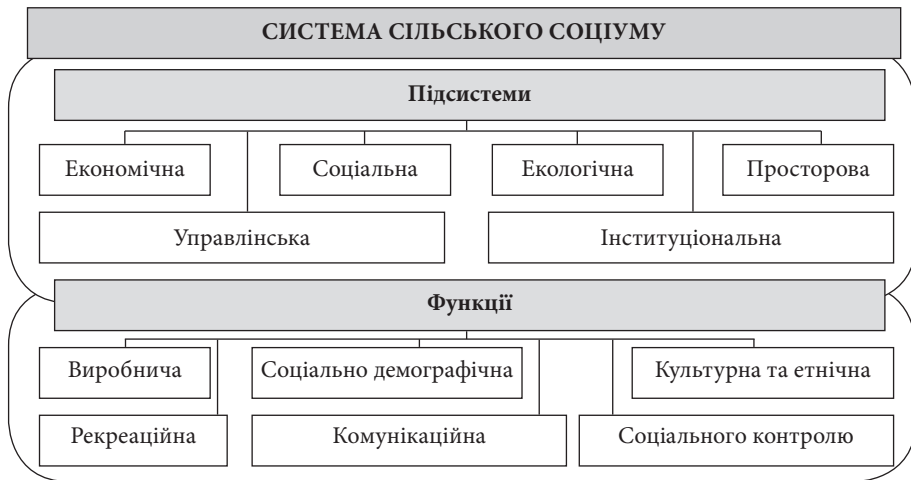 СИСТЕМА СІЛЬСЬКОГО СОЦІУМУ
Підсистеми
Економічна
Соціальна
Екологічна
Просторова
Управлінська
Інституціональна
Функції
Виробнича
Соціально демографічна
Культурна та етнічна
Рекреаційна
Комунікаційна
Соціального контролю